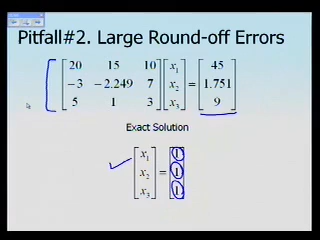 Pitfall#2. Large Round-off Errors
20 15 10 x₁ 45
-3 -2.249 7 x₂ = 1.751
5 1 3 x₃ 9
Exact Solution
x₁ 1
x₂ = 1
x₃ 1